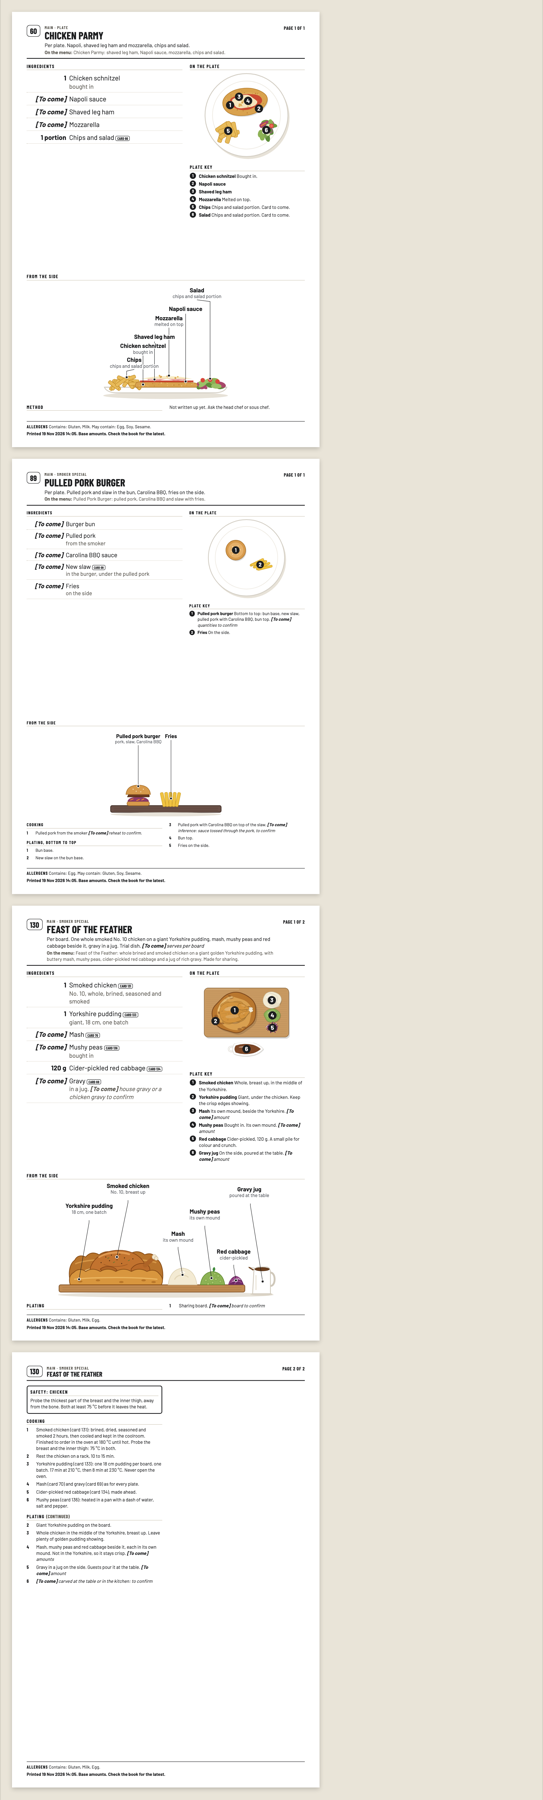 60
MAIN · PLATE
CHICKEN PARMY
PAGE 1 OF 1
Per plate. Napoli, shaved leg ham and mozzarella, chips and salad.
On the menu: Chicken Parmy: shaved leg ham, Napoli sauce, mozzarella, chips and salad.
INGREDIENTS
1 Chicken schnitzel
bought in
[To come] Napoli sauce
[To come] Shaved leg ham
[To come] Mozzarella
1 portion Chips and salad
ON THE PLATE
3
4
1
2
5
6
PLATE KEY
1 Chicken schnitzel Bought in.
2 Napoli sauce
3 Shaved leg ham
4 Mozzarella Melted on top.
5 Chips Chips and salad portion. Card to come.
6 Salad Chips and salad portion. Card to come.
FROM THE SIDE
Salad
chips and salad portion
Napoli sauce
Mozzarella
melted on top
Shaved leg ham
Chicken schnitzel
bought in
Chips
chips and salad portion
METHOD
Not written up yet. Ask the head chef or sous chef.
ALLERGENS Contains: Gluten, Milk. May contain: Egg, Soy, Sesame.
Printed 19 Nov 2028 14:05. Base amounts. Check the book for the latest.
89
MAIN · SMOKER SPECIAL
PULLED PORK BURGER
PAGE 1 OF 1
Per plate. Pulled pork and slaw in the bun, Carolina BBQ, fries on the side.
On the menu: Pulled Pork Burger: pulled pork, Carolina BBQ and slaw with fries.
INGREDIENTS
[To come] Burger bun
[To come] Pulled pork
from the smoker
[To come] Carolina BBQ sauce
[To come] New slaw
in the burger, under the pulled pork
[To come] Fries
on the side
ON THE PLATE
1
2
PLATE KEY
1 Pulled pork burger Bottom to top: bun base, new slaw,
pulled pork with Carolina BBQ, bun top. [To come]
quantities to confirm
2 Fries On the side.
FROM THE SIDE
Pulled pork burger
pork, slaw, Carolina BBQ
Fries
COOKING
1 Pulled pork from the smoker [To come] reheat to confirm.
PLATING, BOTTOM TO TOP
1 Bun base.
2 New slaw on the bun base.
3 Pulled pork with Carolina BBQ on top of the slaw. [To come]
inference: sauce tossed through the pork, to confirm
4 Bun top.
5 Fries on the side.
ALLERGENS Contains: Egg. May contain: Gluten, Soy, Sesame.
Printed 19 Nov 2028 14:05. Base amounts. Check the book for the latest.
130
MAIN · SMOKER SPECIAL
FEAST OF THE FEATHER
PAGE 1 OF 2
Per board. One whole smoked No. 10 chicken on a giant Yorkshire pudding, mash, mushy peas and red
cabbage beside it, gravy in a jug. Trial dish. [To come] serves per board
On the menu: Feast of the Feather: whole brined and smoked chicken on a giant golden Yorkshire pudding, with
buttery mash, mushy peas, cider-pickled red cabbage and a jug of rich gravy. Made for sharing.
INGREDIENTS
1 Smoked chicken
No. 10, whole, brined, seasoned and
smoked
1 Yorkshire pudding
giant, 18 cm, one batch
[To come] Mash
[To come] Mushy peas
bought in
120 g Cider-pickled red cabbage
[To come] Gravy
in a jug. [To come] house gravy or a
chicken gravy to confirm
ON THE PLATE
1
2
3
4
5
6
PLATE KEY
1 Smoked chicken Whole, breast up, in the middle of
the Yorkshire.
2 Yorkshire pudding Giant, under the chicken. Keep
the crisp edges showing.
3 Mash Its own mound, beside the Yorkshire. [To
come] amount
4 Mushy peas Bought in. Its own mound. [To come]
amount
5 Red cabbage Cider-pickled, 120 g. A small pile for
colour and crunch.
6 Gravy jug On the side, poured at the table. [To
come] amount
FROM THE SIDE
Smoked chicken
No. 10, breast up
Yorkshire pudding
18 cm, one batch
Gravy jug
poured at the table
Mushy peas
its own mound
Mash
its own mound
Red cabbage
cider-pickled
PLATING
1 Sharing board. [To come] board to confirm
ALLERGENS Contains: Gluten, Milk, Egg.
Printed 19 Nov 2028 14:05. Base amounts. Check the book for the latest.
130
MAIN · SMOKER SPECIAL
FEAST OF THE FEATHER
PAGE 2 OF 2
SAFETY: CHICKEN
Probe the thickest part of the breast and the inner thigh, away
from the bone. Both at least 75 °C before it leaves the heat.
COOKING
1 Smoked chicken (card 131): brined, dried, seasoned and
smoked 2 hours, then cooled and kept in the coolroom.
Finished to order in the oven at 180 °C until hot. Probe the
breast and the inner thigh: 75 °C in both.
2 Rest the chicken on a rack, 10 to 15 min.
3 Yorkshire pudding (card 133): one 18 cm pudding per board, one
batch. 17 min at 210 °C, then 8 min at 230 °C. Never open the
oven.
4 Mash (card 70) and gravy (card 69) as for every plate.
5 Cider-pickled red cabbage (card 134), made ahead.
6 Mushy peas (card 135): heated in a pan with a dash of water,
salt and pepper.
PLATING (CONTINUED)
2 Giant Yorkshire pudding on the board.
3 Whole chicken in the middle of the Yorkshire, breast up. Leave
plenty of golden pudding showing.
4 Mash, mushy peas and red cabbage beside it, each in its own
mound. Not in the Yorkshire, so it stays crisp. [To come]
amounts
5 Gravy in a jug on the side. Guests pour it at the table. [To
come] amount
6 [To come] carved at the table or in the kitchen: to confirm
ALLERGENS Contains: Gluten, Milk, Egg.
Printed 19 Nov 2028 14:05. Base amounts. Check the book for the latest.